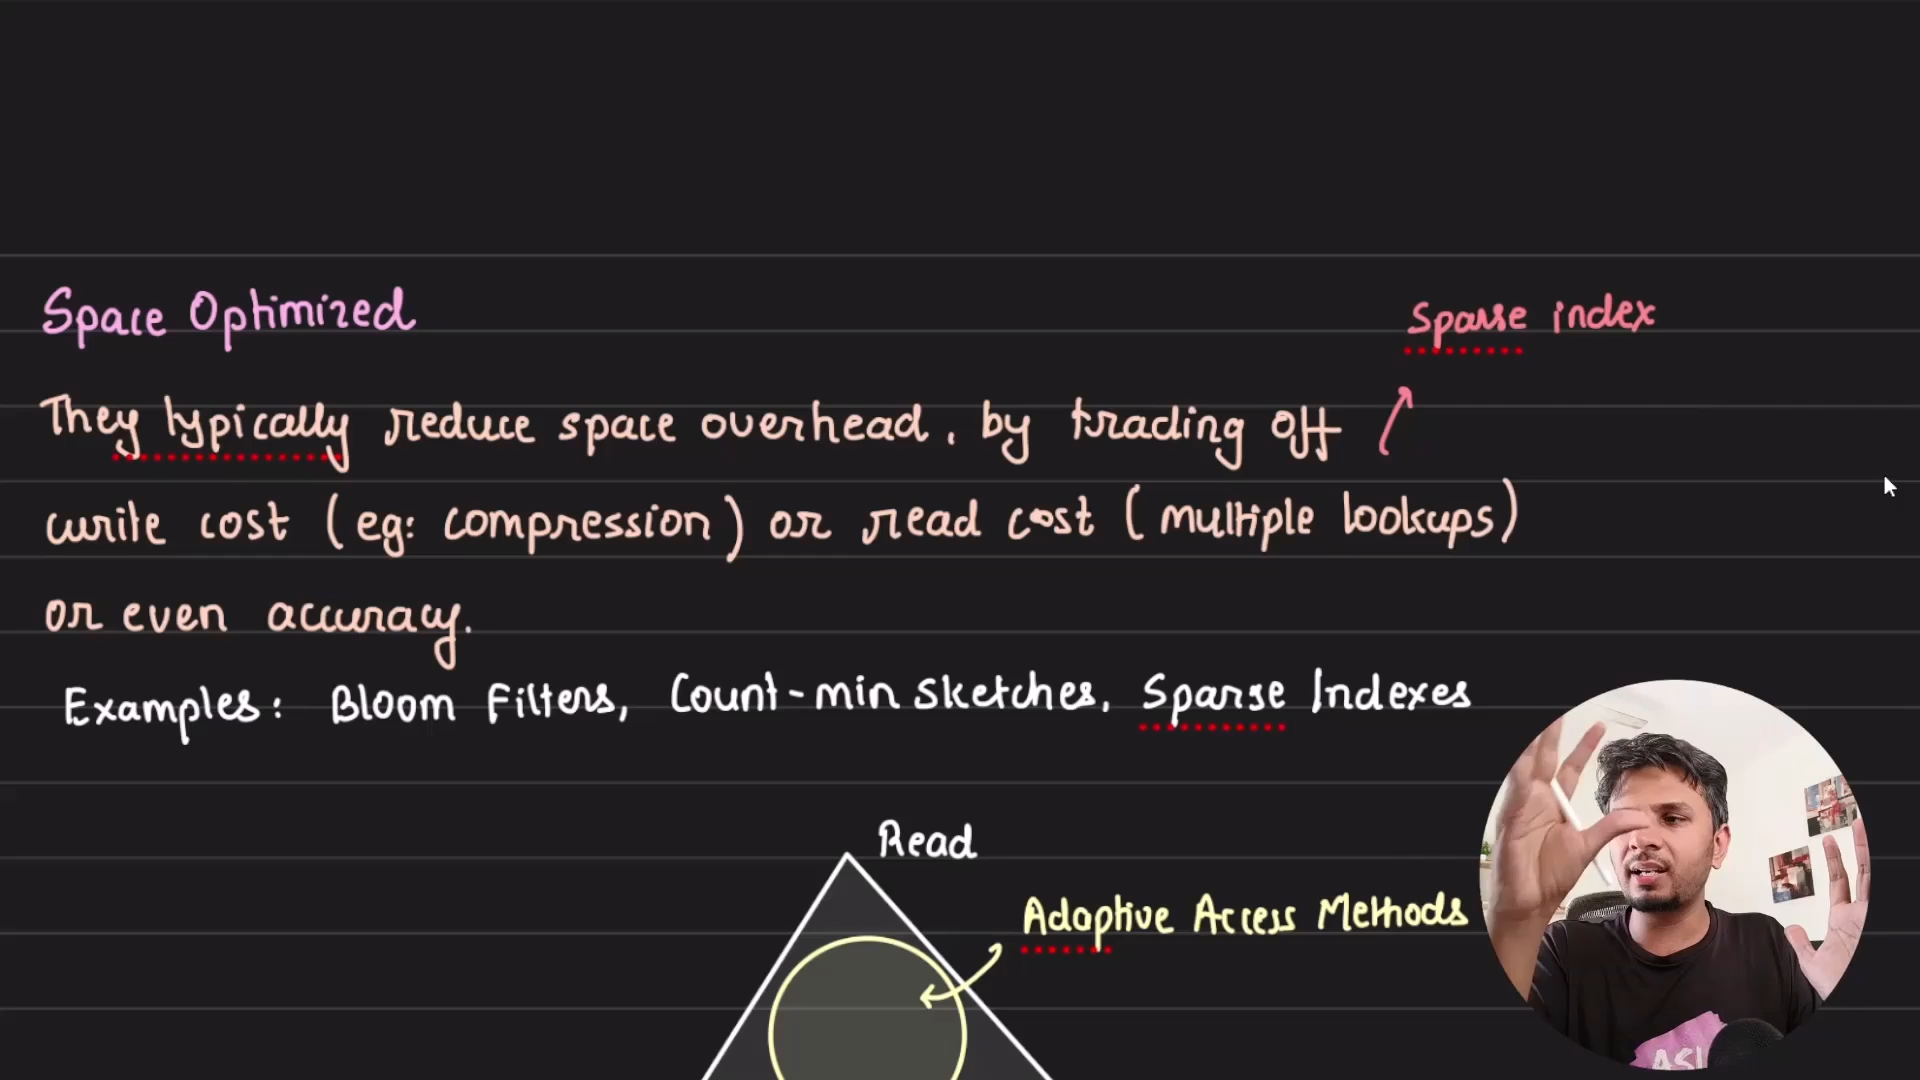 Space Optimized
Sparse index
They typically reduce space overhead, by trading off
write cost (eg: compression) or read cost (multiple lookups)
or even accuracy.
Examples: Bloom Filters, Count-min sketches, Sparse Indexes
Read
Adaptive Access Methods